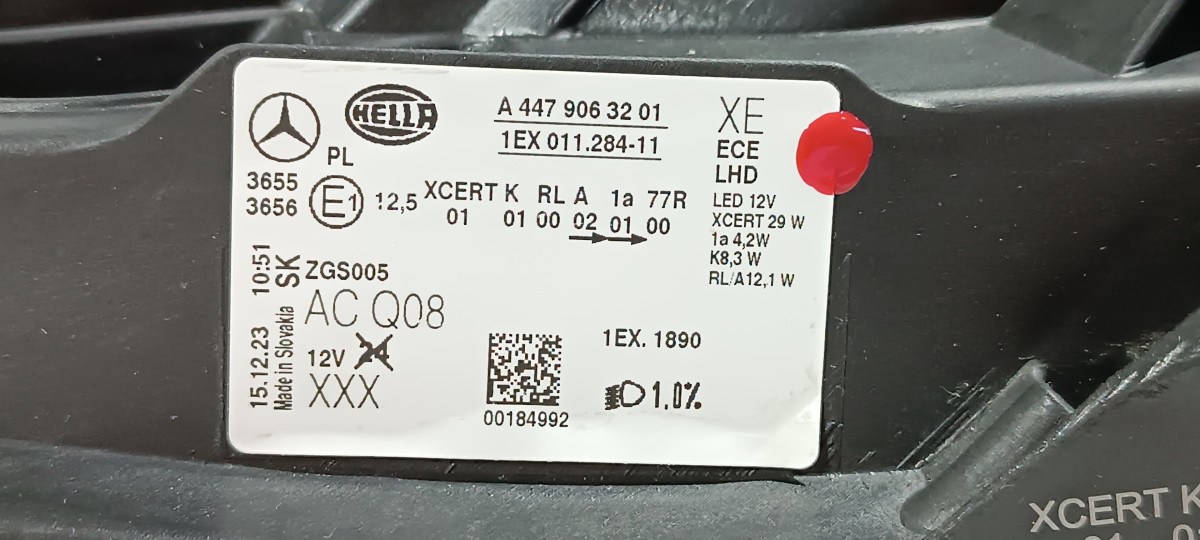 HELLA
A 447 906 32 01
1EX 011.284-11
XE
ECE
LHD
LED 12V
XCERT 29 W
1a 4,2W
K8,3 W
RL/A12,1 W
PL
3655
3656
E1
12,5
XCERT K RL A 1a 77R
01 01 00 02 01 00
15.12.23 10:51
Made in Slovakia
SK
ZGS005
AC Q08
12V 24
XXX
00184992
1EX. 1890
1.0%
XCERT K